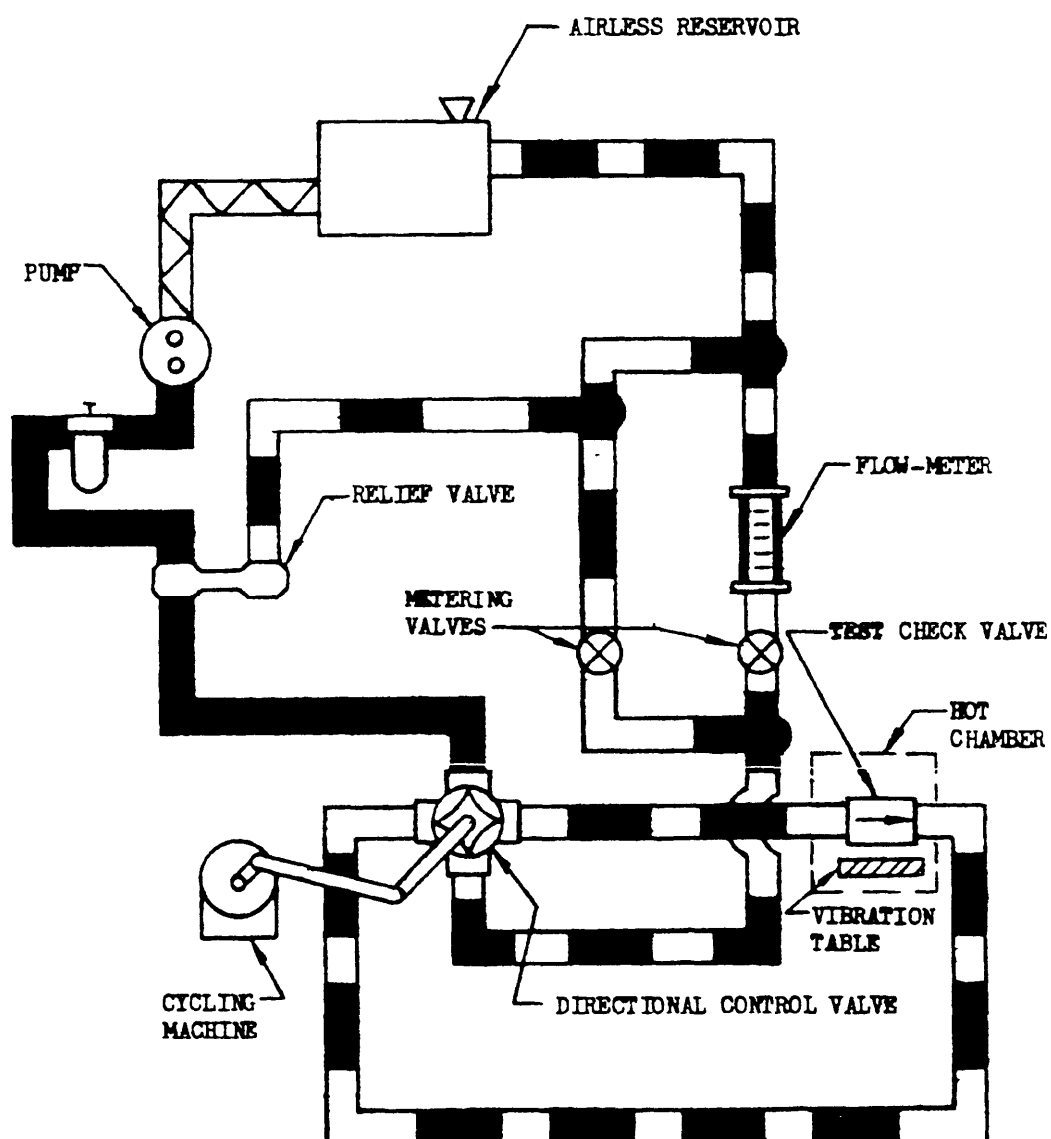 AIRLESS RESERVOIR
PUMP
FLOW-METER
RELIEF VALVE
METERING
VALVES
TEST CHECK VALVE
HOT
CHAMBER
VIBRATION
TABLE
DIRECTIONAL CONTROL VALVE
CYCLING
MACHINE